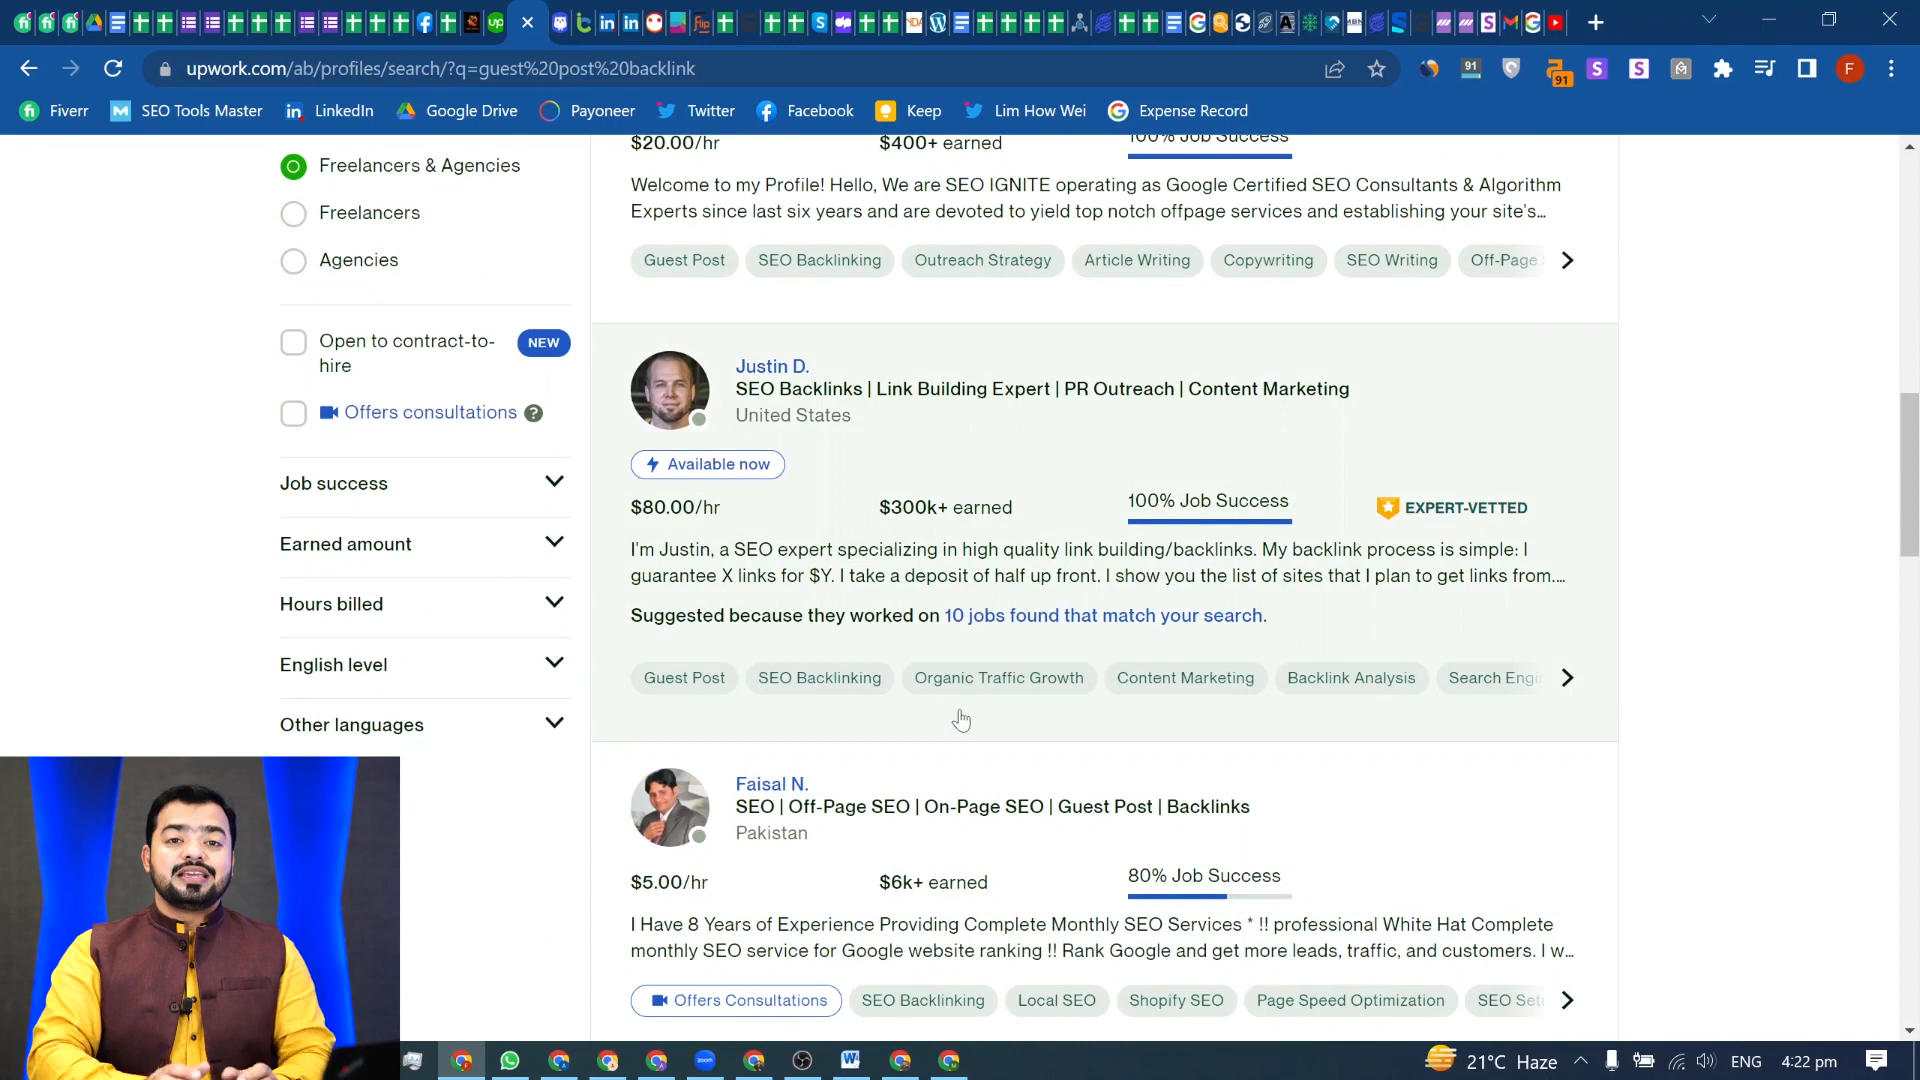 upwork.com/ab/profiles/search/?q=guest%20post%20backlink
91
91
F
Fiverr
SEO Tools Master
LinkedIn
Google Drive
Payoneer
Twitter
Facebook
Keep
Lim How Wei
Expense Record
Freelancers & Agencies
Freelancers
Agencies
Open to contract-to-
hire
NEW
Offers consultations
Job success
Earned amount
Hours billed
English level
Other languages
$20.00/hr
$400+ earned
100% Job Success
Welcome to my Profile! Hello, We are SEO IGNITE operating as Google Certified SEO Consultants & Algorithm
Experts since last six years and are devoted to yield top notch offpage services and establishing your site's...
Guest Post
SEO Backlinking
Outreach Strategy
Article Writing
Copywriting
SEO Writing
Off-Page
Justin D.
SEO Backlinks | Link Building Expert | PR Outreach | Content Marketing
United States
Available now
$80.00/hr
$300k+ earned
100% Job Success
EXPERT-VETTED
I'm Justin, a SEO expert specializing in high quality link building/backlinks. My backlink process is simple: I
guarantee X links for $Y. I take a deposit of half up front. I show you the list of sites that I plan to get links from....
Suggested because they worked on 10 jobs found that match your search.
Guest Post
SEO Backlinking
Organic Traffic Growth
Content Marketing
Backlink Analysis
Search Engi
Faisal N.
SEO | Off-Page SEO | On-Page SEO | Guest Post | Backlinks
Pakistan
$5.00/hr
$6k+ earned
80% Job Success
I Have 8 Years of Experience Providing Complete Monthly SEO Services * !! professional White Hat Complete
monthly SEO service for Google website ranking !! Rank Google and get more leads, traffic, and customers. I w...
Offers Consultations
SEO Backlinking
Local SEO
Shopify SEO
Page Speed Optimization
SEO Set
21°C Haze
ENG
4:22 pm